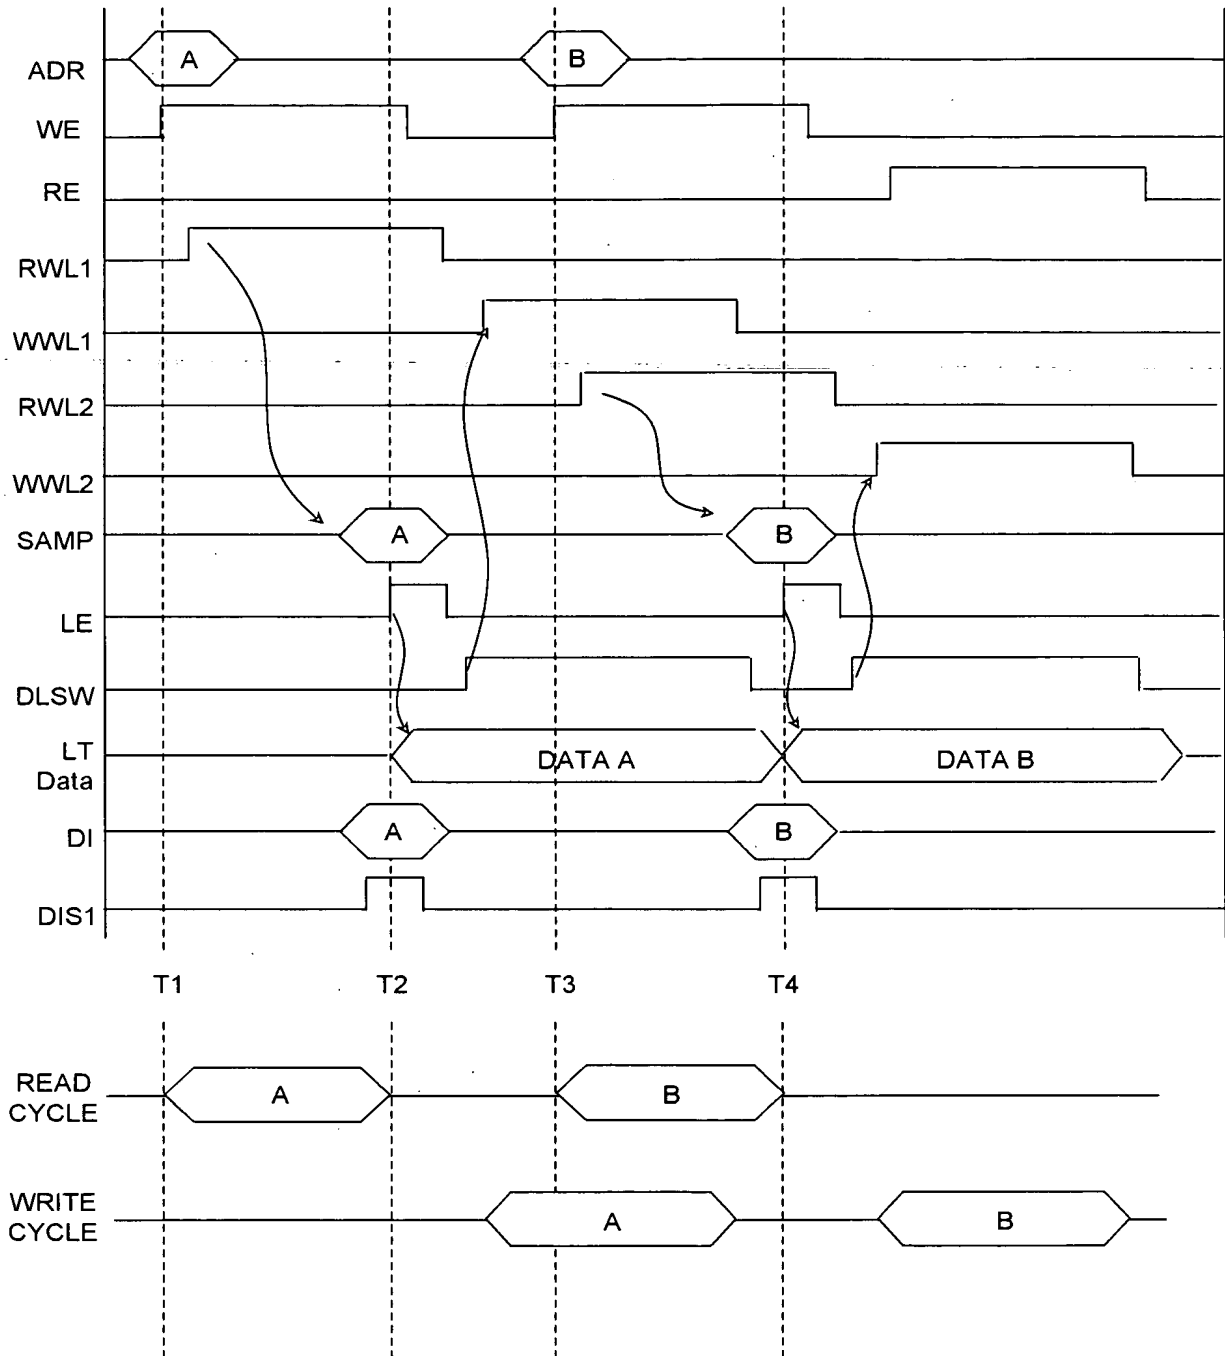 ADR A B
WE
RE
RWL1
WWL1
RWL2
WWL2
SAMP A B
LE
DLSW
LT
Data
DATA A DATA B
DI A B
DIS1
T1 T2 T3 T4
READ
CYCLE
A B
WRITE
CYCLE
A B